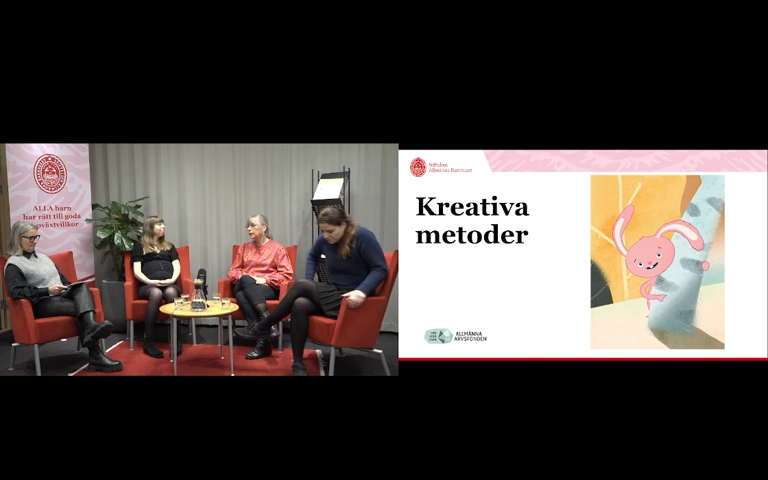 ALLA barn
har rätt till goda
uppväxtvillkor
Stiftelsen
Allmänna Barnhuset
Kreativa
metoder
ALLMÄNNA
ARVSFONDEN